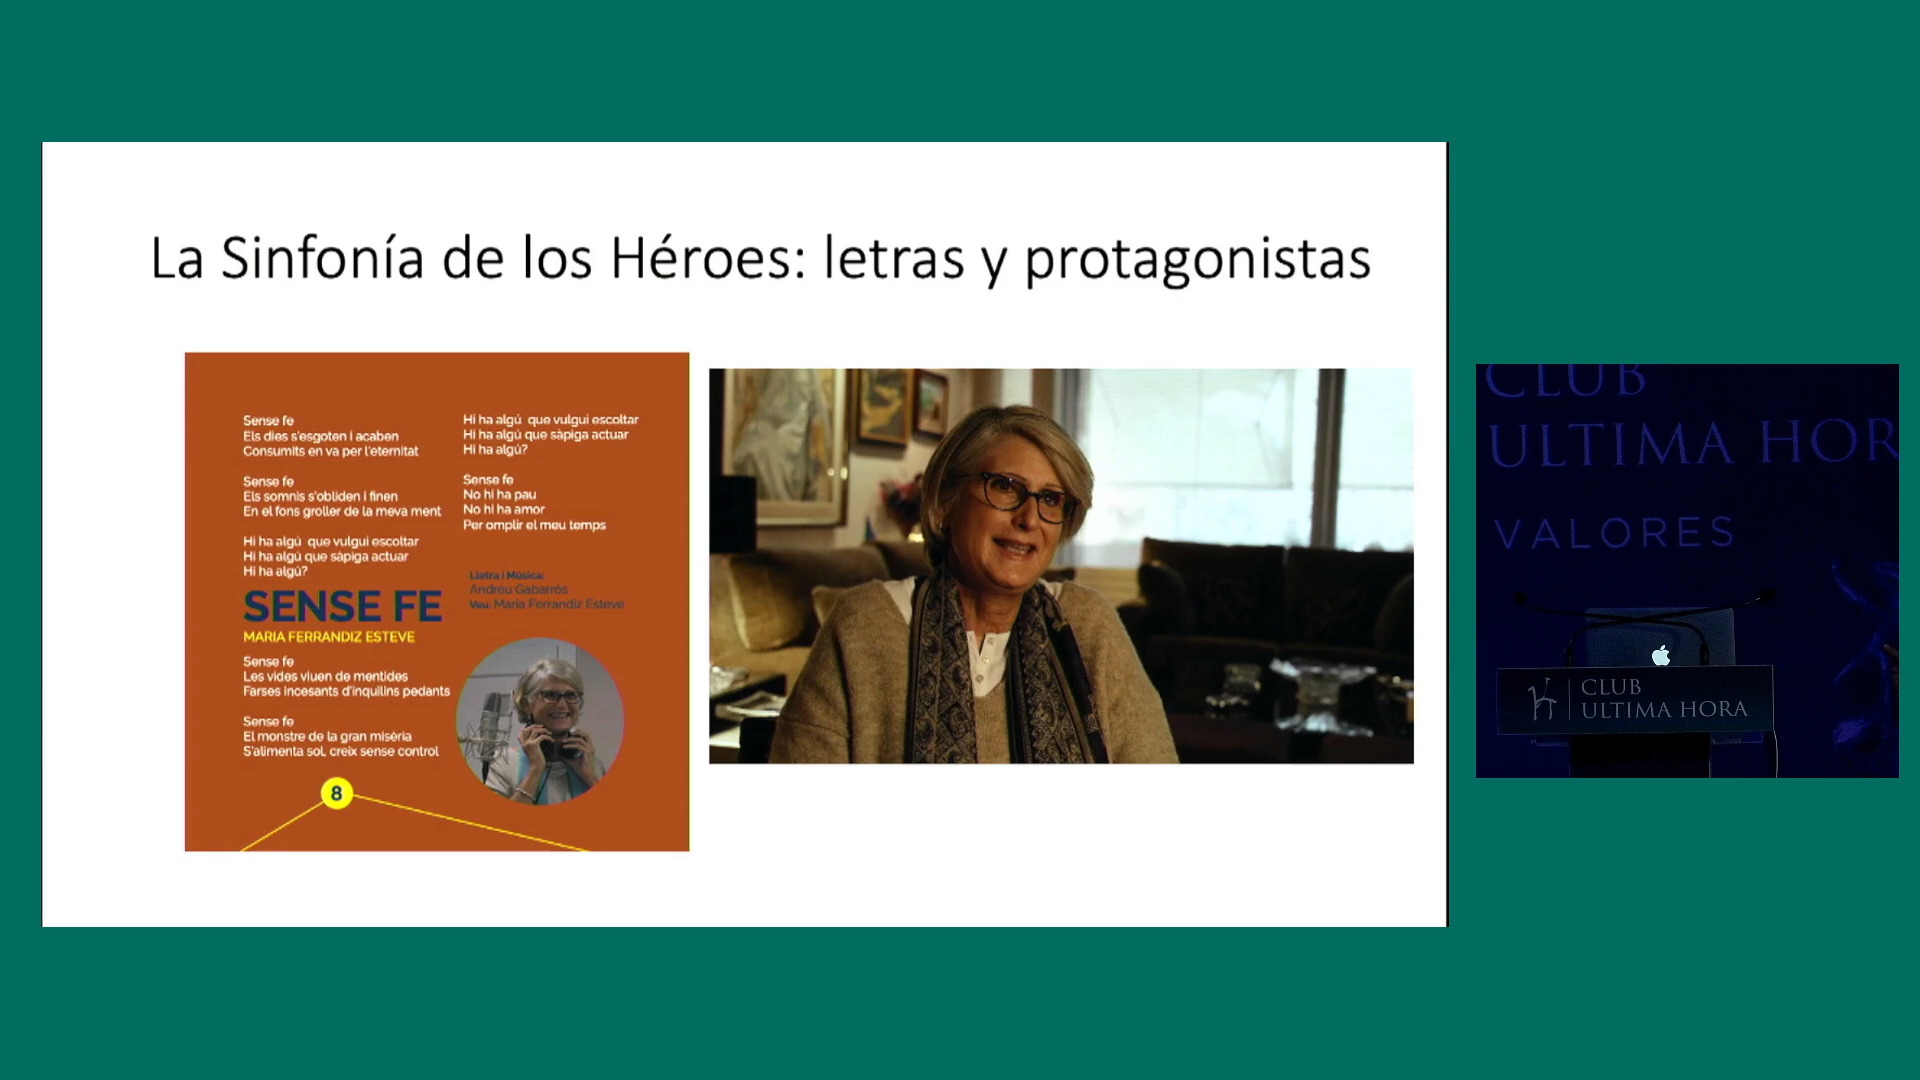 La Sinfonía de los Héroes: letras y protagonistas
Sense fe
Els dies s'esgoten i acaben
Consumits en va per l'eternitat
Sense fe
Els somnis s'obliden i finen
En el fons groller de la meva ment
Hi ha algú que vulgui escoltar
Hi ha algú que sàpiga actuar
Hi ha algú?
SENSE FE
MARIA FERRANDIZ ESTEVE
Sense fe
Les vides viuen de mentides
Farses incesants d'inquilins pedants
Sense fe
El monstre de la gran misèria
S'alimenta sol, creix sense control
Hi ha algú que vulgui escoltar
Hi ha algú que sàpiga actuar
Hi ha algú?
Sense fe
No hi ha pau
No hi ha amor
Per omplir el meu temps
Lletra i Música:
Andreu Gabarrós
Veu: Maria Ferrandiz Esteve
8
CLUB
ULTIMA HOR
VALORES
CLUB
ULTIMA HORA